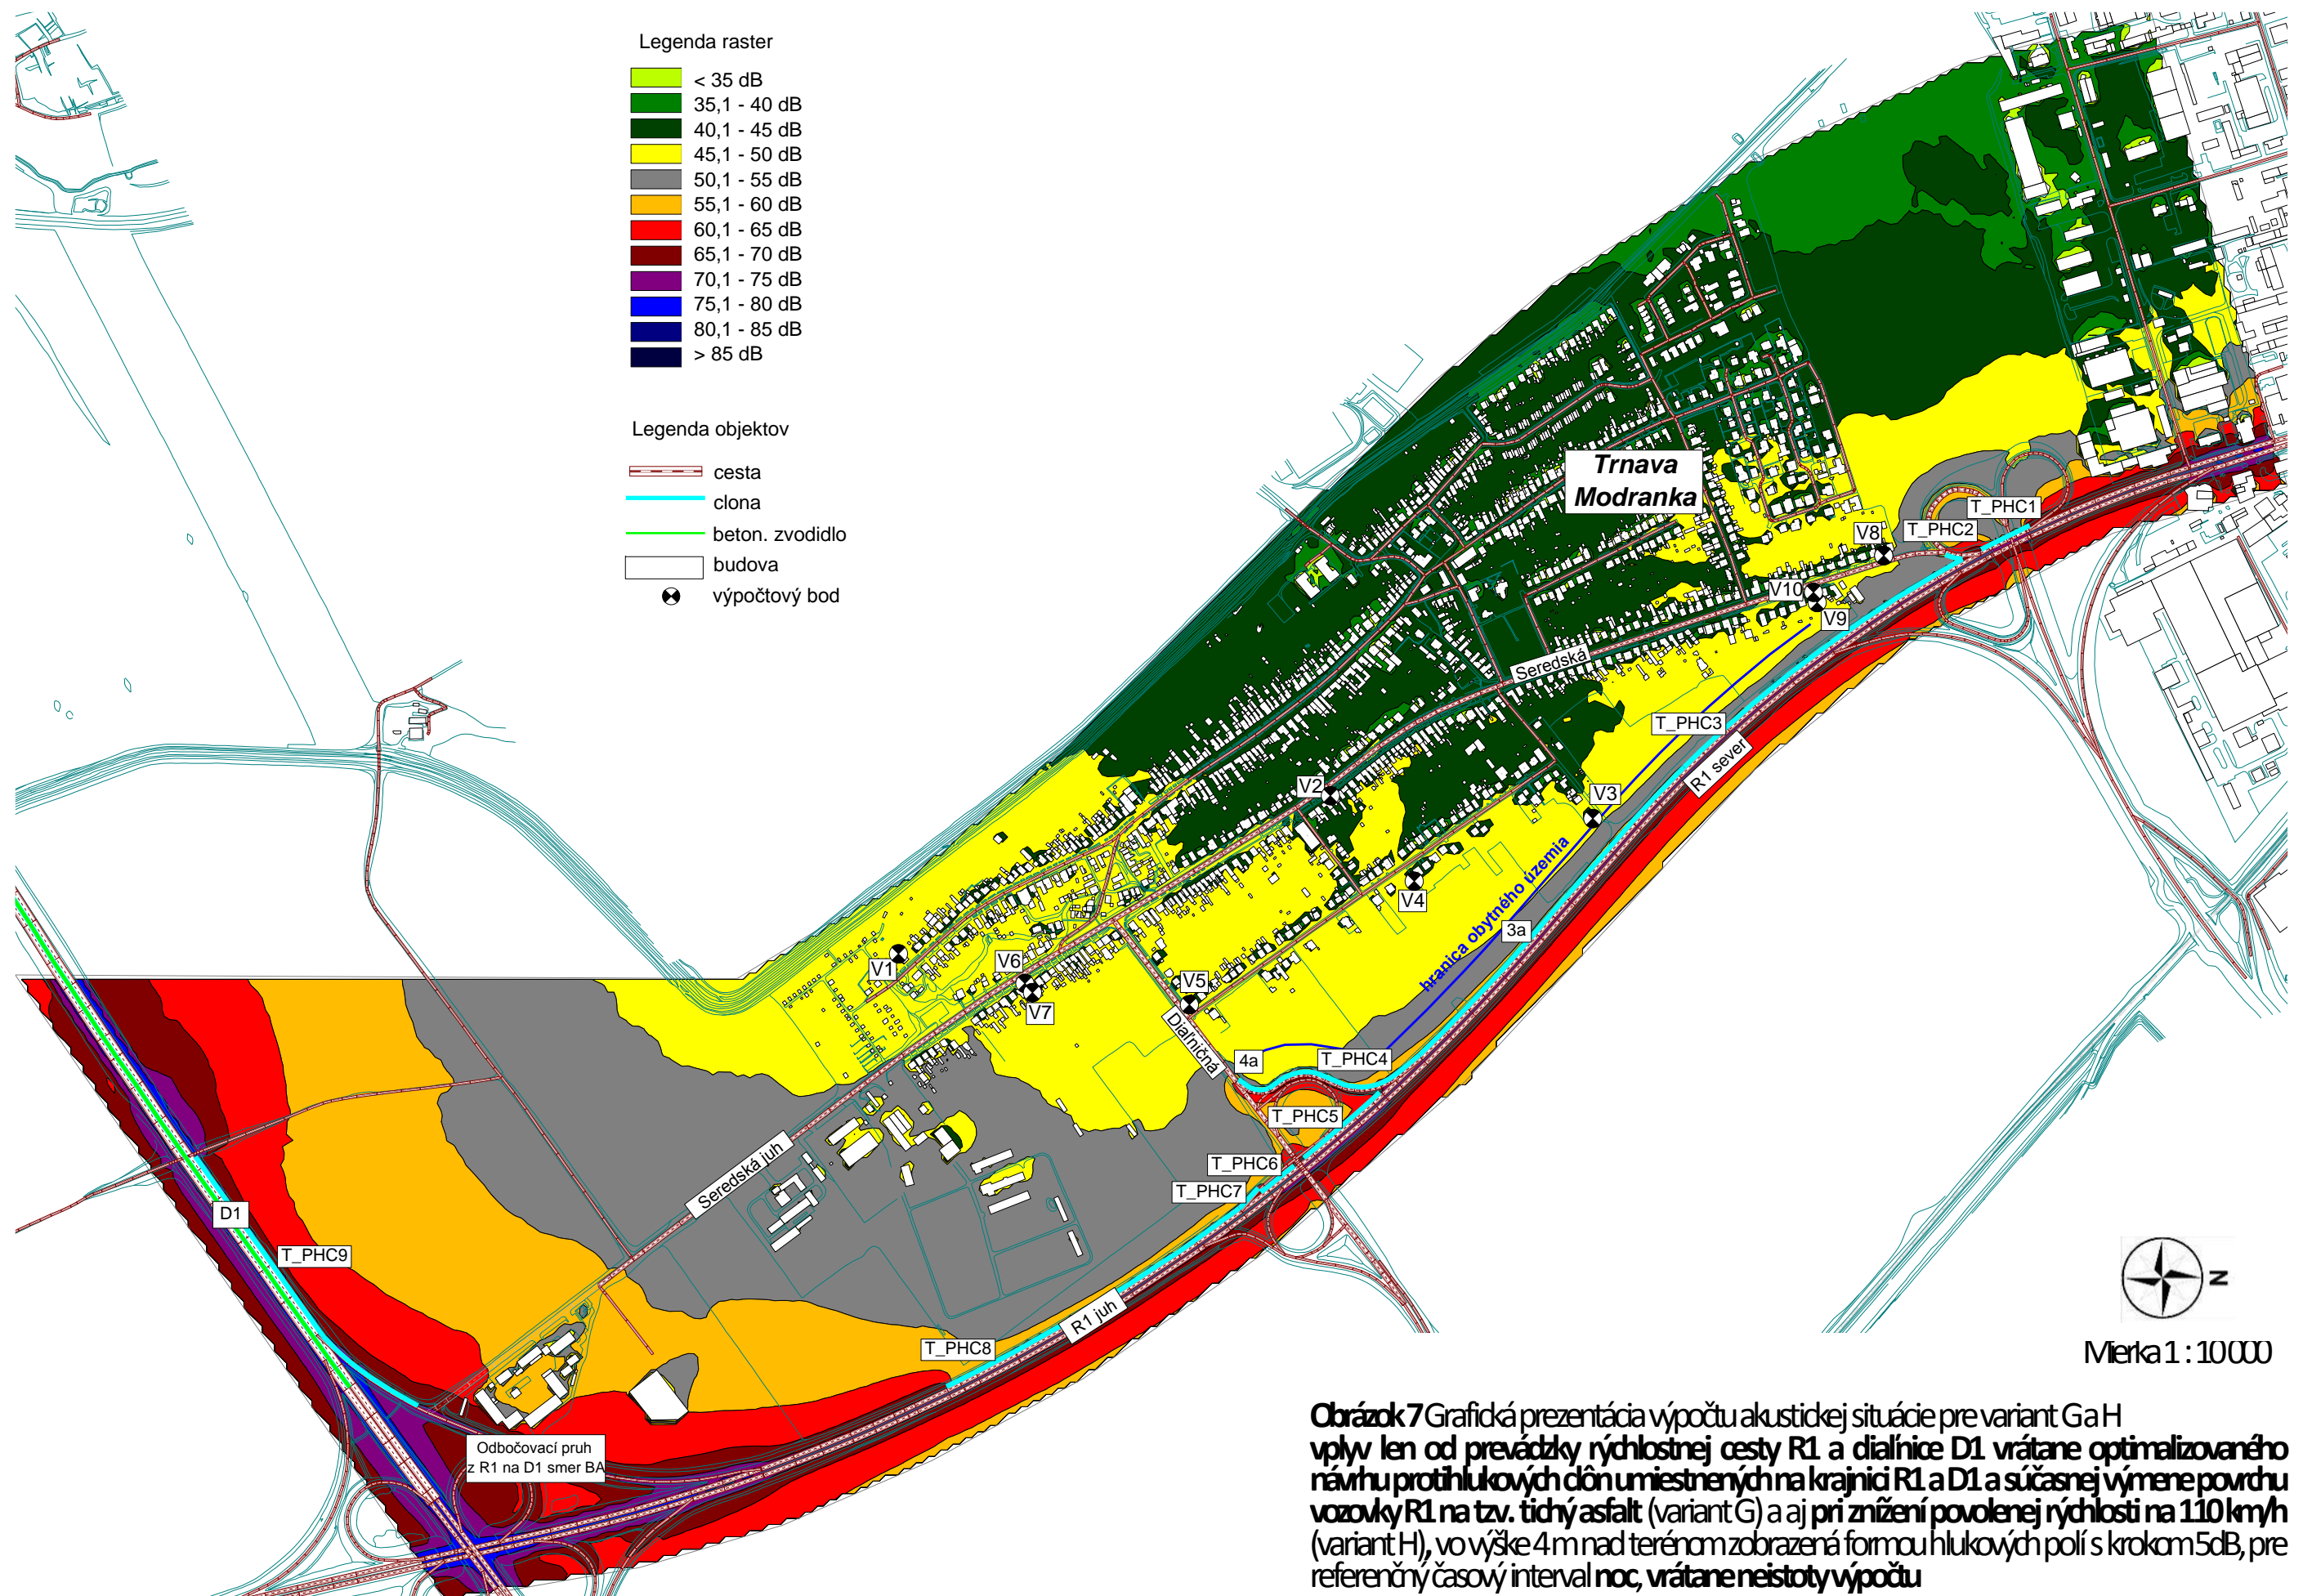 Legenda raster
< 35 dB
35,1 - 40 dB
40,1 - 45 dB
45,1 - 50 dB
50,1 - 55 dB
55,1 - 60 dB
60,1 - 65 dB
65,1 - 70 dB
70,1 - 75 dB
75,1 - 80 dB
80,1 - 85 dB
> 85 dB
Legenda objektov
cesta
clona
beton. zvodidlo
budova
výpočtový bod
Trnava
Modranka
T_PHC1
T_PHC2
V8
V10
V9
Seredská
T_PHC3
R1 sever
V2
V3
V4
hranica obytného územia
3a
V1
V6
V7
V5
Diaľničná
4a
T_PHC4
T_PHC5
T_PHC6
T_PHC7
Seredská juh
D1
T_PHC9
R1 juh
T_PHC8
Odbočovací pruh
z R1 na D1 smer BA
N
Mierka 1 : 10 000
Obrázok 7 Grafická prezentácia výpočtu akustickej situácie pre variant G a H
vplyv len od prevádzky rýchlostnej cesty R1 a diaľnice D1 vrátane optimalizovaného
návrhu protihlukových clôn umiestnených na krajnici R1 a D1 a súčasnej výmene povrchu
vozovky R1 na tzv. tichý asfalt (variant G) a aj pri znížení povolenej rýchlosti na 110 km/h
(variant H), vo výške 4 m nad terénom zobrazená formou hlukových polí s krokom 5dB, pre
referenčný časový interval noc, vrátane neistoty výpočtu